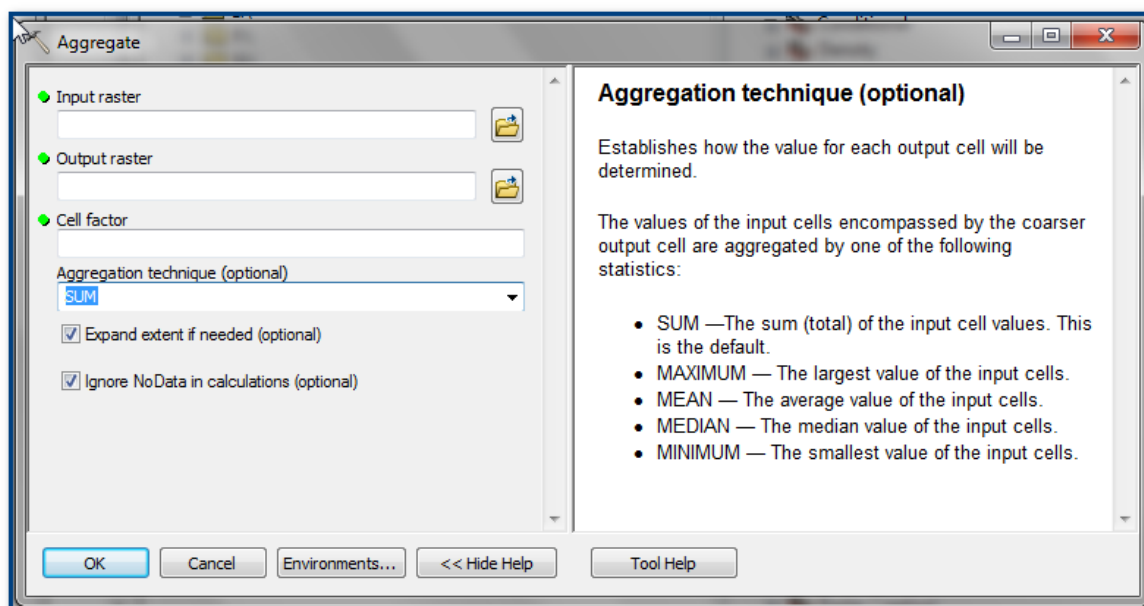 Aggregate
Input raster
Output raster
Cell factor
Aggregation technique (optional)
SUM
Expand extent if needed (optional)
Ignore NoData in calculations (optional)
OK
Cancel
Environments...
<< Hide Help
Aggregation technique (optional)
Establishes how the value for each output cell will be
determined.
The values of the input cells encompassed by the coarser
output cell are aggregated by one of the following
statistics:
• SUM —The sum (total) of the input cell values. This
is the default.
• MAXIMUM — The largest value of the input cells.
• MEAN — The average value of the input cells.
• MEDIAN — The median value of the input cells.
• MINIMUM — The smallest value of the input cells.
Tool Help